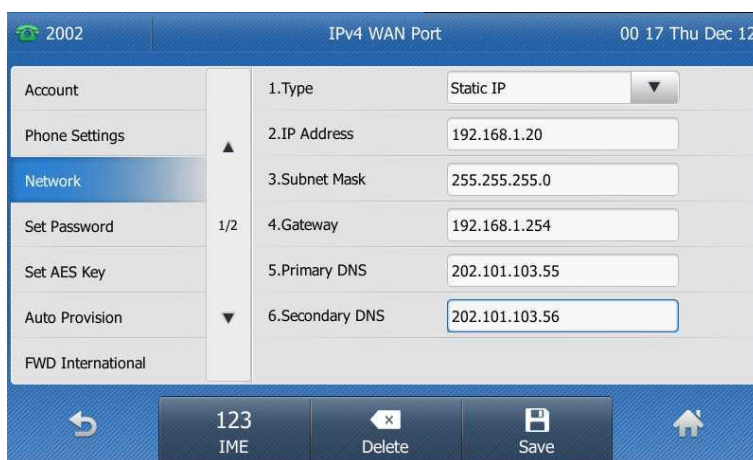 2002 IPv4 WAN Port 00 17 Thu Dec 12
Account 1.Type Static IP
Phone Settings 2.IP Address 192.168.1.20
Network 3.Subnet Mask 255.255.255.0
Set Password 1/2 4.Gateway 192.168.1.254
Set AES Key 5.Primary DNS 202.101.103.55
Auto Provision 6.Secondary DNS 202.101.103.56
FWD International
123
IME Delete Save